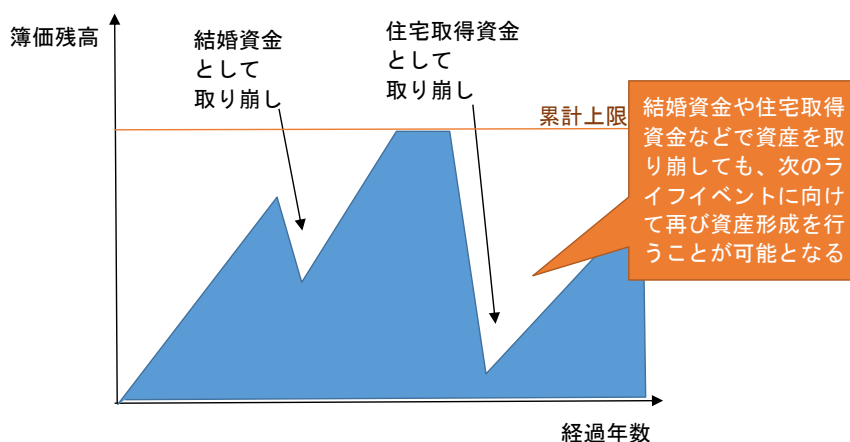 簿価残高
結婚資金
として
取り崩し
住宅取得資金
として
取り崩し
累計上限
結婚資金や住宅取得
資金などで資産を取
り崩しても、次のラ
イフイベントに向け
て再び資産形成を行
うことが可能となる
経過年数